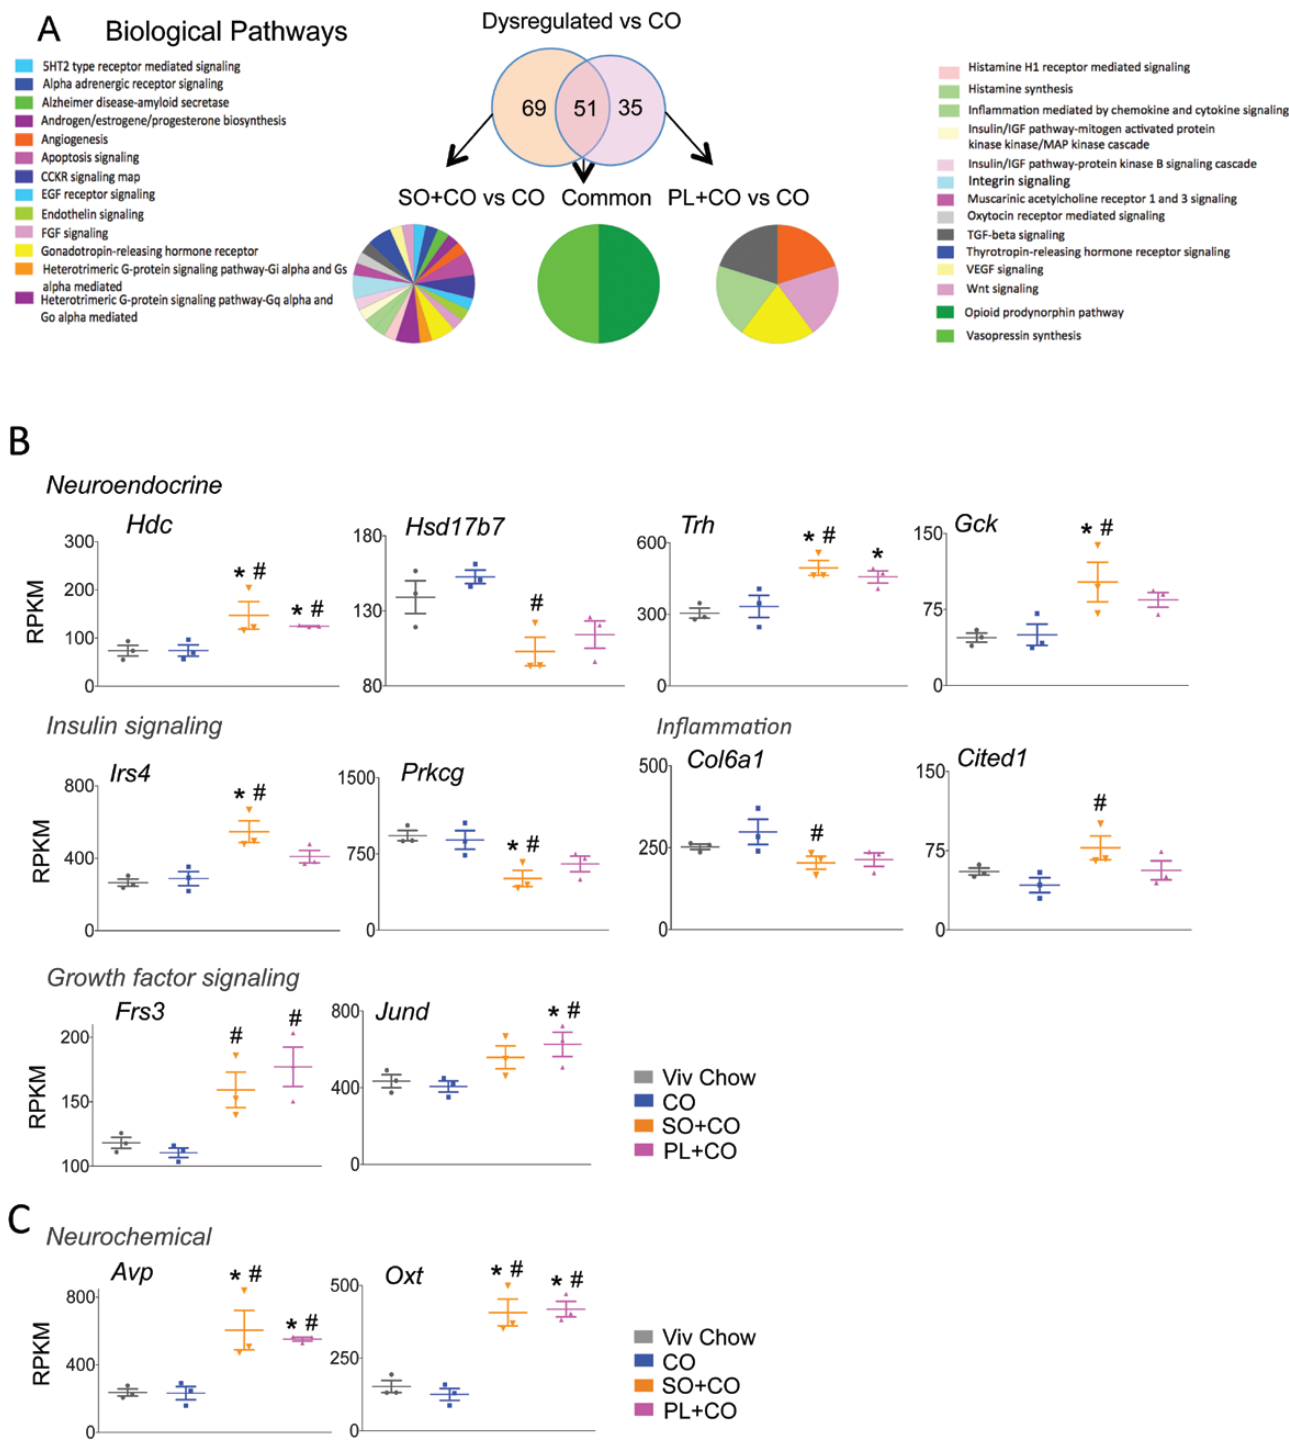 A
Biological Pathways
Dysregulated vs CO
5HT2 type receptor mediated signaling
Alpha adrenergic receptor signaling
Alzheimer disease-amyloid secretase
Androgen/estrogene/progesterone biosynthesis
Angiogenesis
Apoptosis signaling
CCKR signaling map
EGF receptor signaling
Endothelin signaling
FGF signaling
Gonadotropin-releasing hormone receptor
Heterotrimeric G-protein signaling pathway-Gi alpha and Gs
alpha mediated
Heterotrimeric G-protein signaling pathway-Gq alpha and
Go alpha mediated
69 51 35
SO+CO vs CO Common PL+CO vs CO
Histamine H1 receptor mediated signaling
Histamine synthesis
Inflammation mediated by chemokine and cytokine signaling
Insulin/IGF pathway-mitogen activated protein
kinase kinase/MAP kinase cascade
Insulin/IGF pathway-protein kinase B signaling cascade
Integrin signaling
Muscarinic acetylcholine receptor 1 and 3 signaling
Oxytocin receptor mediated signaling
TGF-beta signaling
Thyrotropin-releasing hormone receptor signaling
VEGF signaling
Wnt signaling
Opioid prodynorphin pathway
Vasopressin synthesis
B
Neuroendocrine
Hdc
RPKM
300
200
100
0
* #
* #
Hsd17b7
180
130
80
#
Trh
600
300
0
* #
*
Gck
150
75
0
* #
Insulin signaling
Irs4
RPKM
800
400
0
* #
Prkcg
1500
750
0
* #
Inflammation
Col6a1
500
250
0
#
Cited1
150
75
0
#
Growth factor signaling
Frs3
RPKM
200
150
100
#
#
Jund
800
400
0
* #
Viv Chow
CO
SO+CO
PL+CO
C
Neurochemical
Avp
RPKM
800
400
0
* #
* #
Oxt
500
250
0
* #
* #
Viv Chow
CO
SO+CO
PL+CO